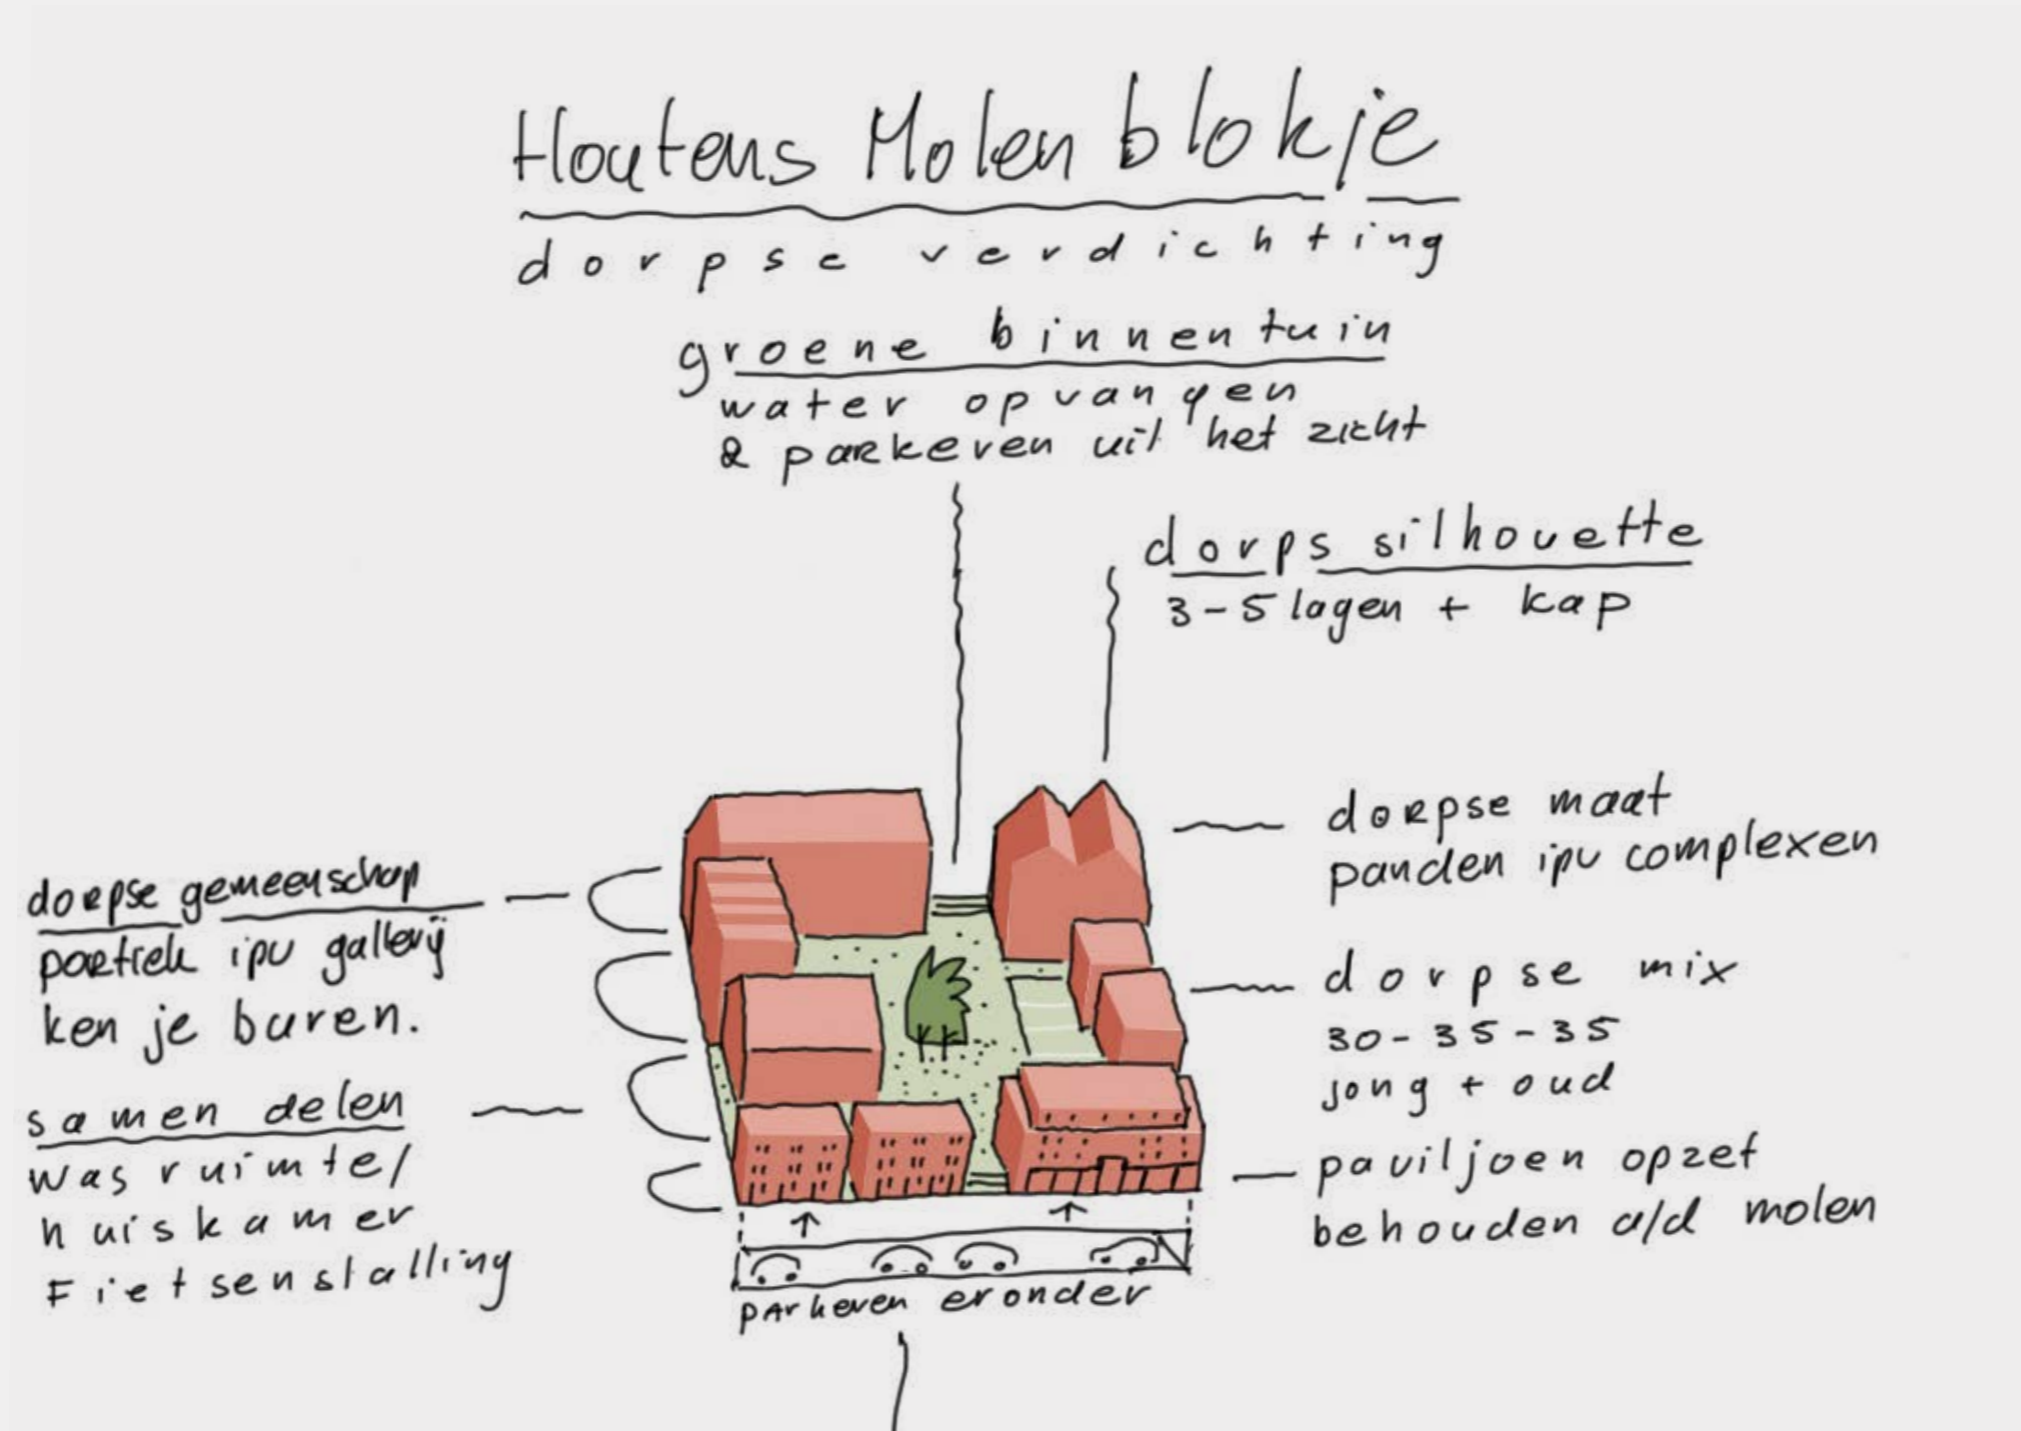 Houtens Molenblokje
dorpse verdichting
groene binnentuin
water opvangen
& parkeren uit het zicht
dorps silhouette
3-5 lagen + kap
dorpse maat
panden ipv complexen
dorpse mix
30-35-35
jong + oud
paviljoen opzet
behouden a/d molen
dorpse gemeenschap
portiek ipv gallerij
ken je buren.
samen delen
was ruimte/
huiskamer
Fietsenstalling
parkeren eronder